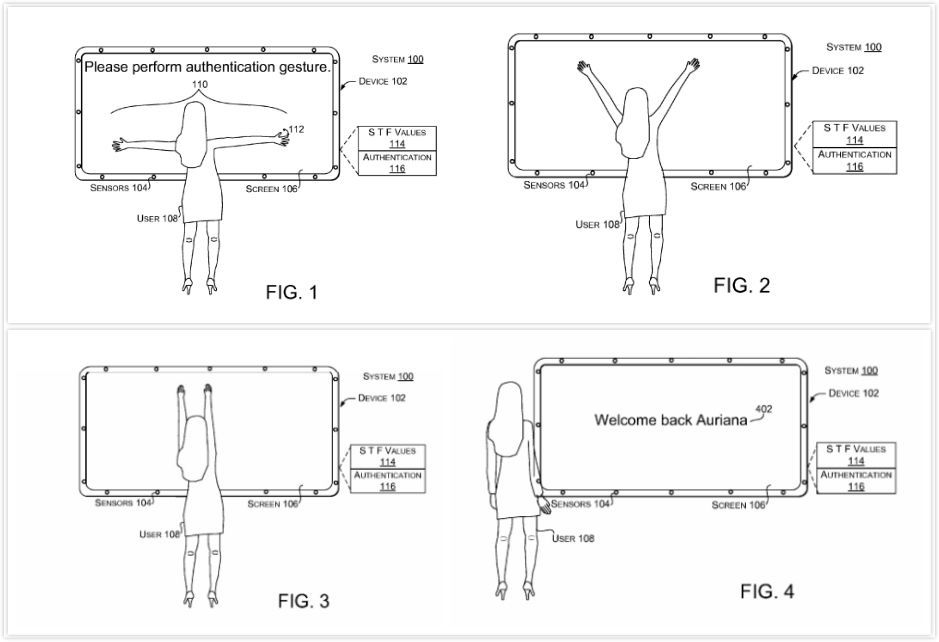 SYSTEM 100
Please perform authentication gesture.
DEVICE 102
110
112
S T F VALUES
114
AUTHENTICATION
116
SENSORS 104
SCREEN 106
USER 108
FIG. 1
SYSTEM 100
DEVICE 102
S T F VALUES
114
AUTHENTICATION
116
SENSORS 104
SCREEN 106
USER 108
FIG. 2
SYSTEM 100
DEVICE 102
S T F VALUES
114
AUTHENTICATION
116
SENSORS 104
SCREEN 106
USER 108
FIG. 3
SYSTEM 100
DEVICE 102
402
Welcome back Auriana
S T F VALUES
114
AUTHENTICATION
116
SENSORS 104
SCREEN 106
USER 108
FIG. 4